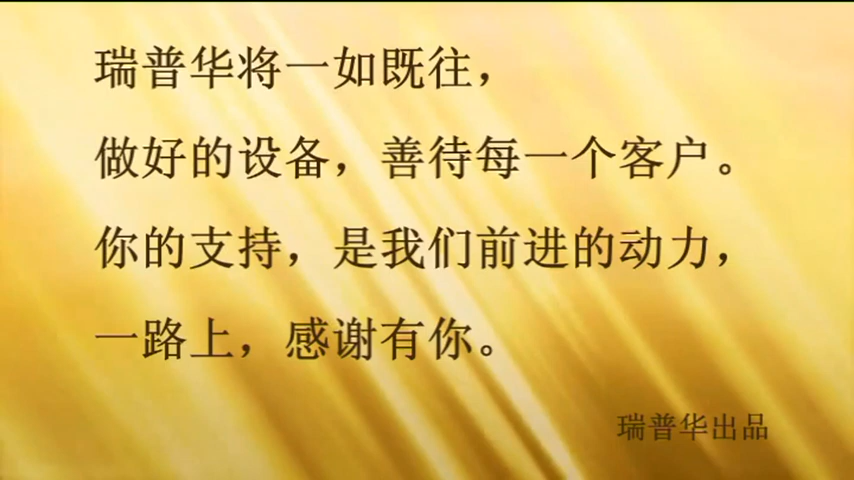 瑞普华将一如既往，
做好的设备，善待每一个客户。
你的支持，是我们前进的动力，
一路上，感谢有你。
瑞普华出品